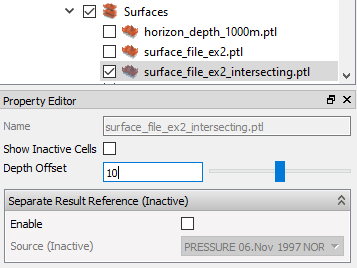 Surfaces
horizon_depth_1000m.ptl
surface_file_ex2.ptl
surface_file_ex2_intersecting.ptl
Property Editor
Name surface_file_ex2_intersecting.ptl
Show Inactive Cells
Depth Offset 10
Separate Result Reference (Inactive)
Enable
Source (Inactive) PRESSURE 06.Nov 1997 NOR